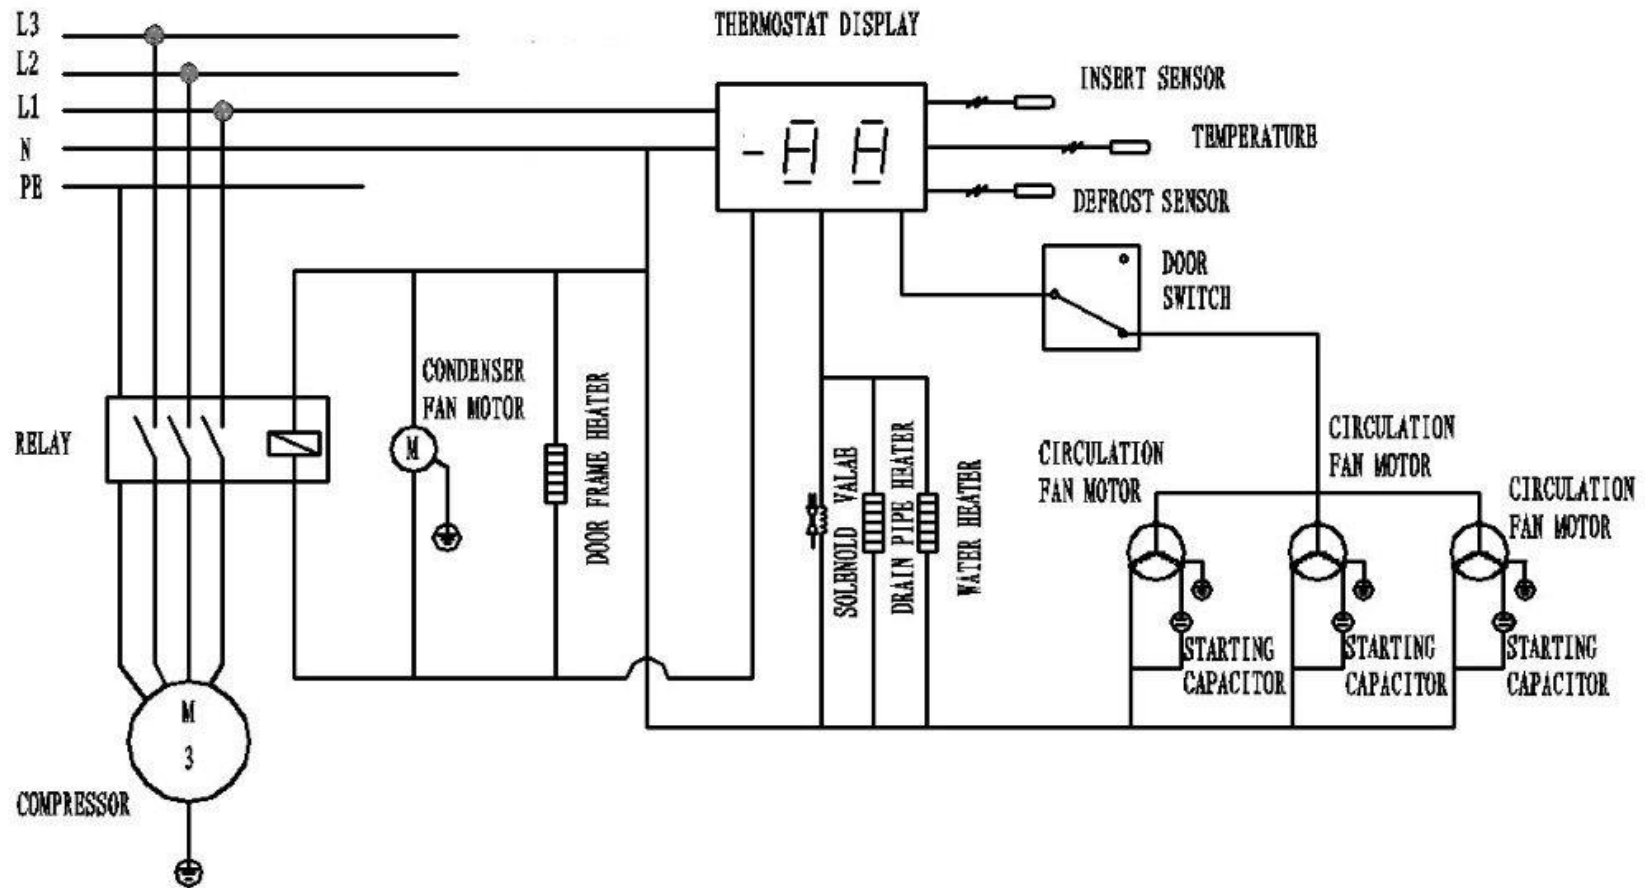 L3
L2
L1
N
PE
THERMOSTAT DISPLAY
-88
INSERT SENSOR
TEMPERATURE
DEFROST SENSOR
DOOR
SWITCH
RELAY
CONDENSER
FAN MOTOR
M
DOOR FRAME HEATER
SOLENOLD VALAE
DRAIN PIPE HEATER
WATER HEATER
CIRCULATION
FAN MOTOR
CIRCULATION
FAN MOTOR
CIRCULATION
FAN MOTOR
STARTING
CAPACITOR
STARTING
CAPACITOR
STARTING
CAPACITOR
M
3
COMPRESSOR